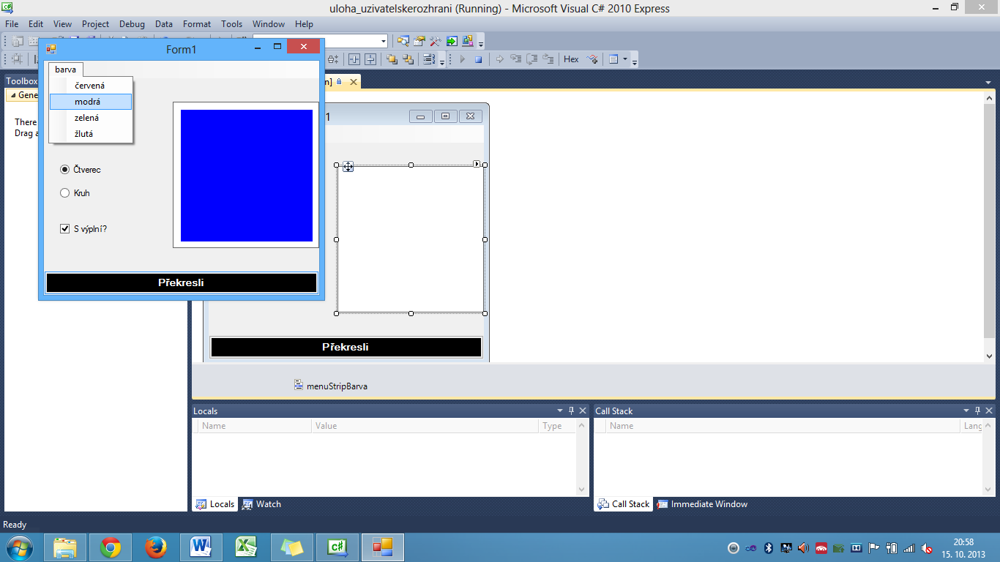 uloha_uzivatelskerozhrani (Running) - Microsoft Visual C# 2010 Express
File Edit View Project Debug Data Format Tools Window Help
Hex
Form1
barva
červená
modrá
zelená
žlutá
Čtverec
Kruh
S výplní?
Překresli
Toolbox
Gene
There
Drag a
n]
1
Překresli
menuStripBarva
Locals
Name Value Type
Locals Watch
Call Stack
Name Lang
Call Stack Immediate Window
Ready
20:58
15. 10. 2013